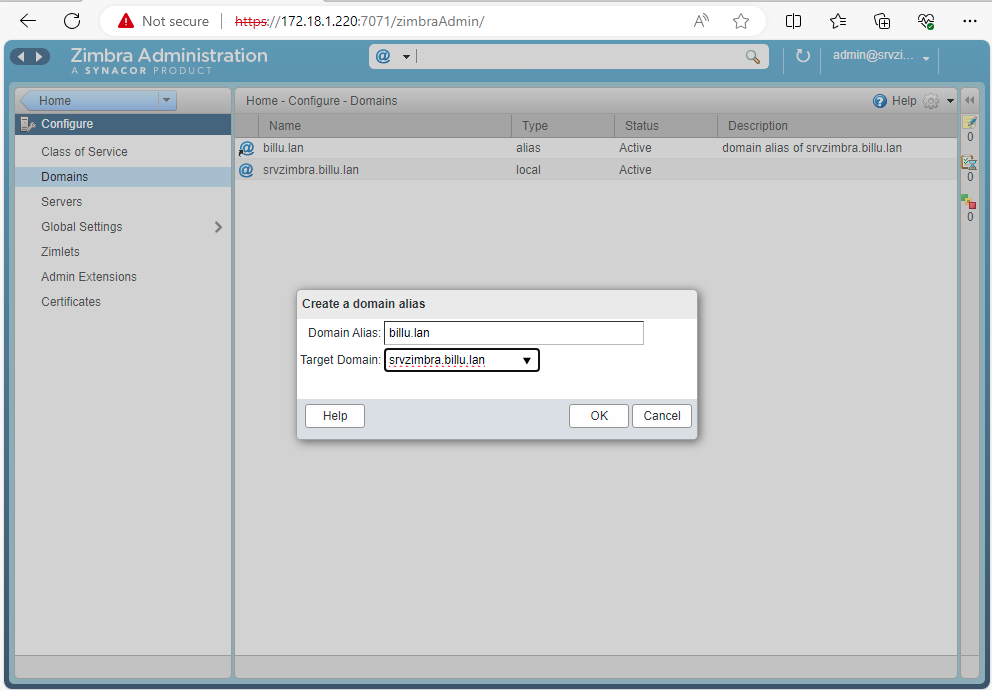 Not secure
https://172.18.1.220:7071/zimbraAdmin/
Zimbra Administration
A SYNACOR PRODUCT
@
admin@srvzi...
Home
Home - Configure - Domains
Help
Configure
Name Type Status Description
Class of Service
Domains
Servers
Global Settings
Zimlets
Admin Extensions
Certificates
billu.lan alias Active domain alias of srvzimbra.billu.lan
srvzimbra.billu.lan local Active
0
0
0
Create a domain alias
Domain Alias: billu.lan
Target Domain: srvzimbra.billu.lan
Help OK Cancel